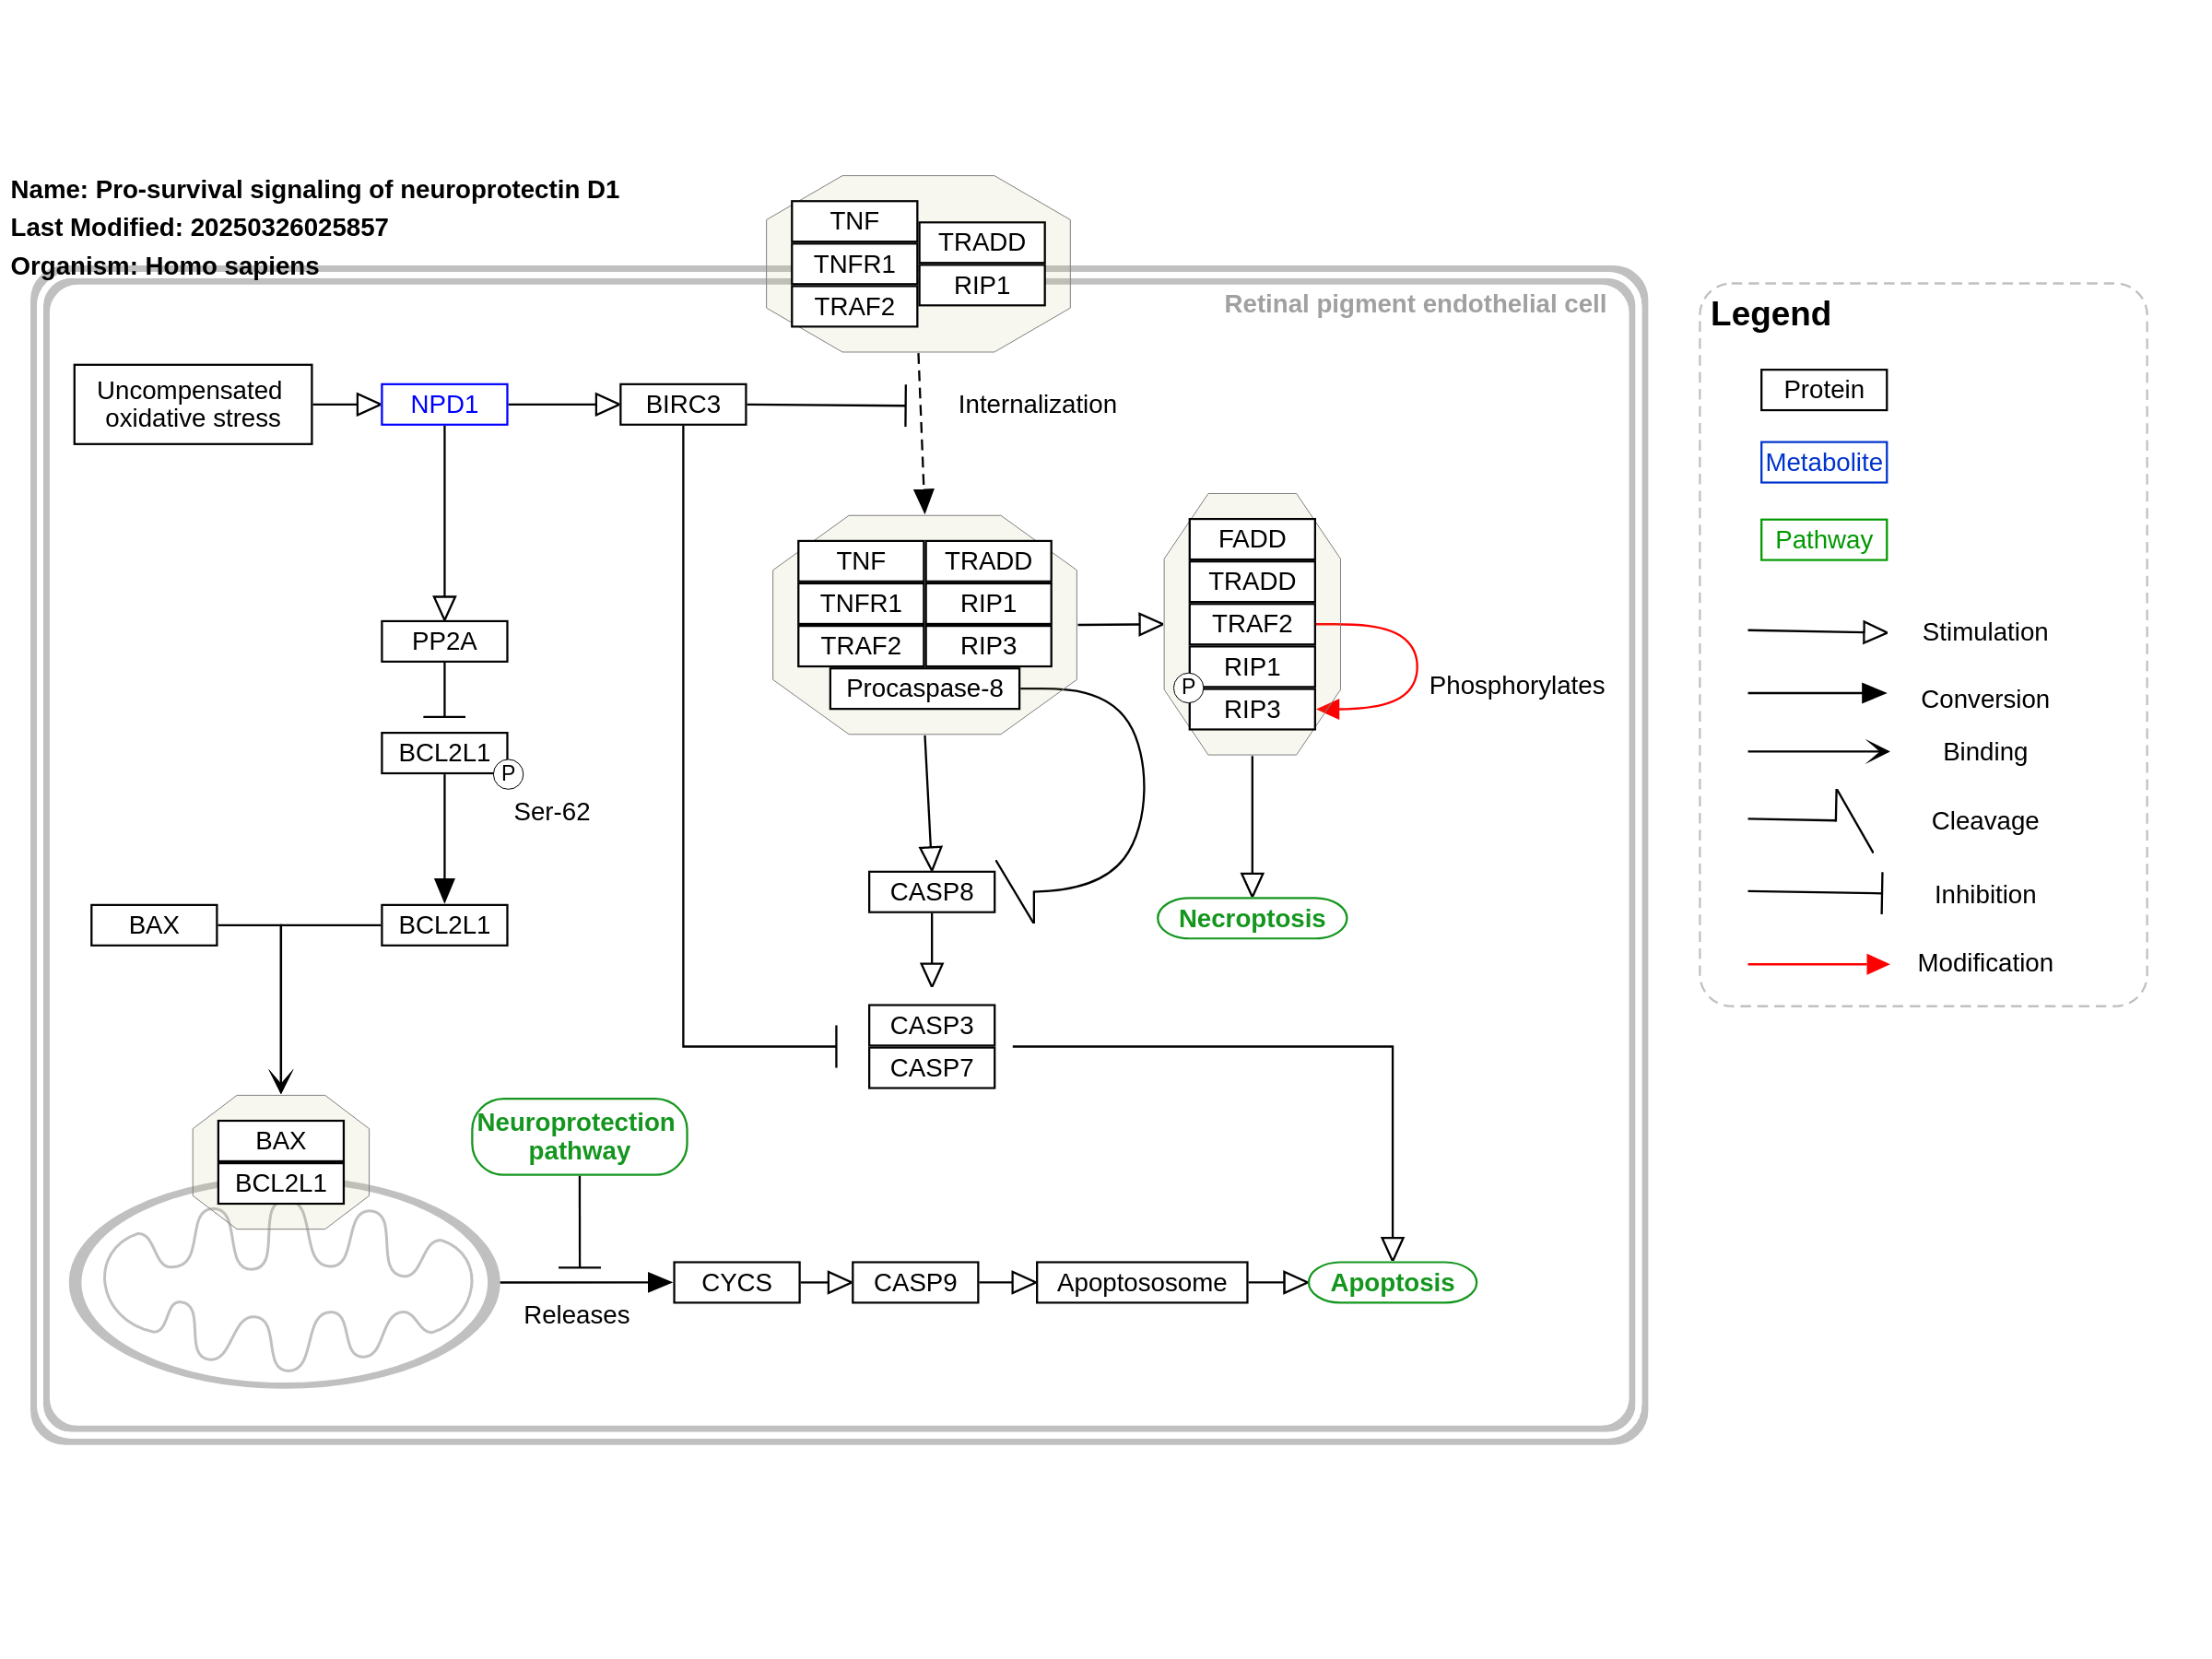 Name: Pro-survival signaling of neuroprotectin D1
Last Modified: 20250326025857
Organism: Homo sapiens
TNF
TNFR1
TRAF2
TRADD
RIP1
Retinal pigment endothelial cell
Uncompensated
oxidative stress
NPD1
BIRC3
Internalization
TNF
TNFR1
TRAF2
TRADD
RIP1
RIP3
Procaspase-8
FADD
TRADD
TRAF2
RIP1
RIP3
P
Phosphorylates
PP2A
BCL2L1
P
Ser-62
CASP8
Necroptosis
BAX
BCL2L1
CASP3
CASP7
BAX
BCL2L1
Neuroprotection
pathway
Releases
CYCS
CASP9
Apoptososome
Apoptosis
Legend
Protein
Metabolite
Pathway
Stimulation
Conversion
Binding
Cleavage
Inhibition
Modification